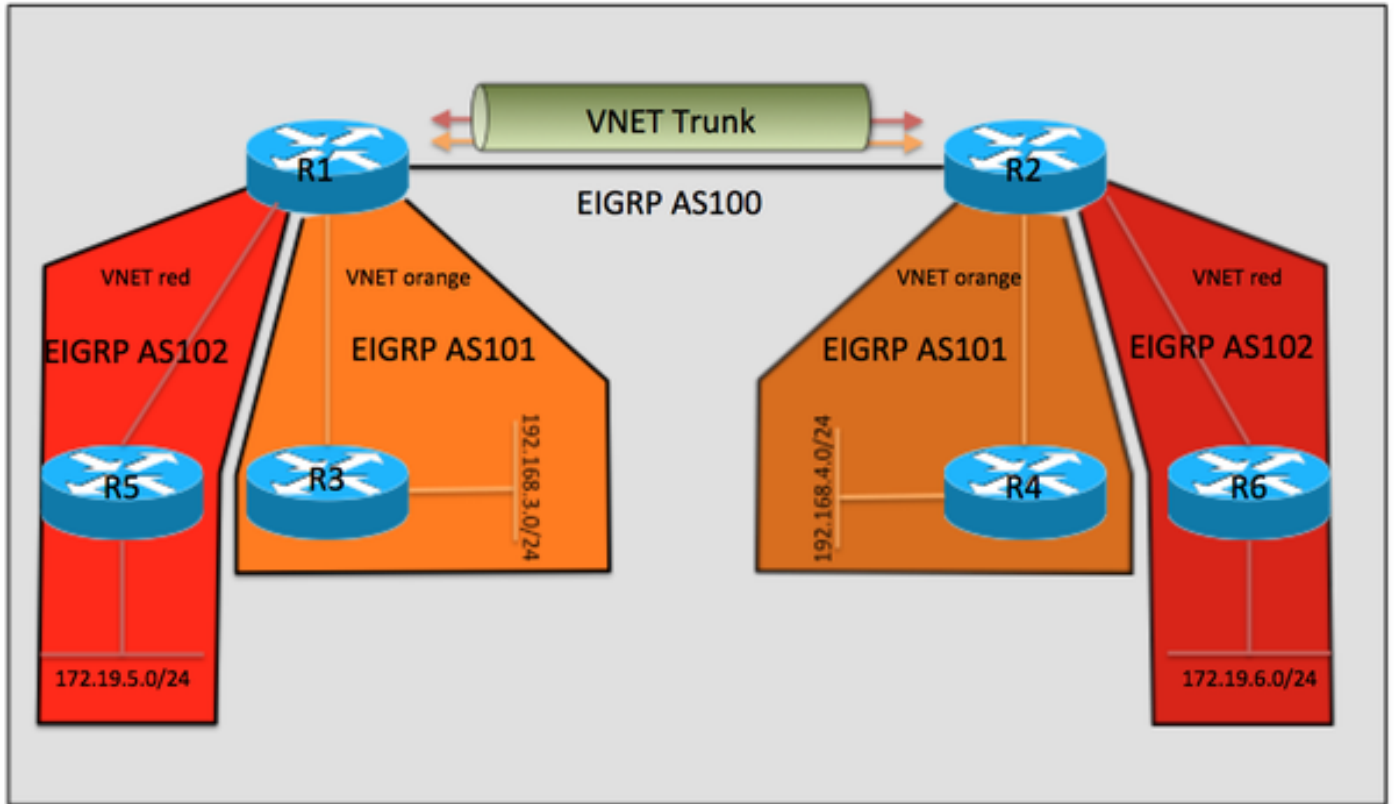 VNET Trunk
R1
R2
EIGRP AS100
VNET red
VNET orange
VNET orange
VNET red
EIGRP AS102
EIGRP AS101
EIGRP AS101
EIGRP AS102
192.168.3.0/24
192.168.4.0/24
R5
R3
R4
R6
172.19.5.0/24
172.19.6.0/24